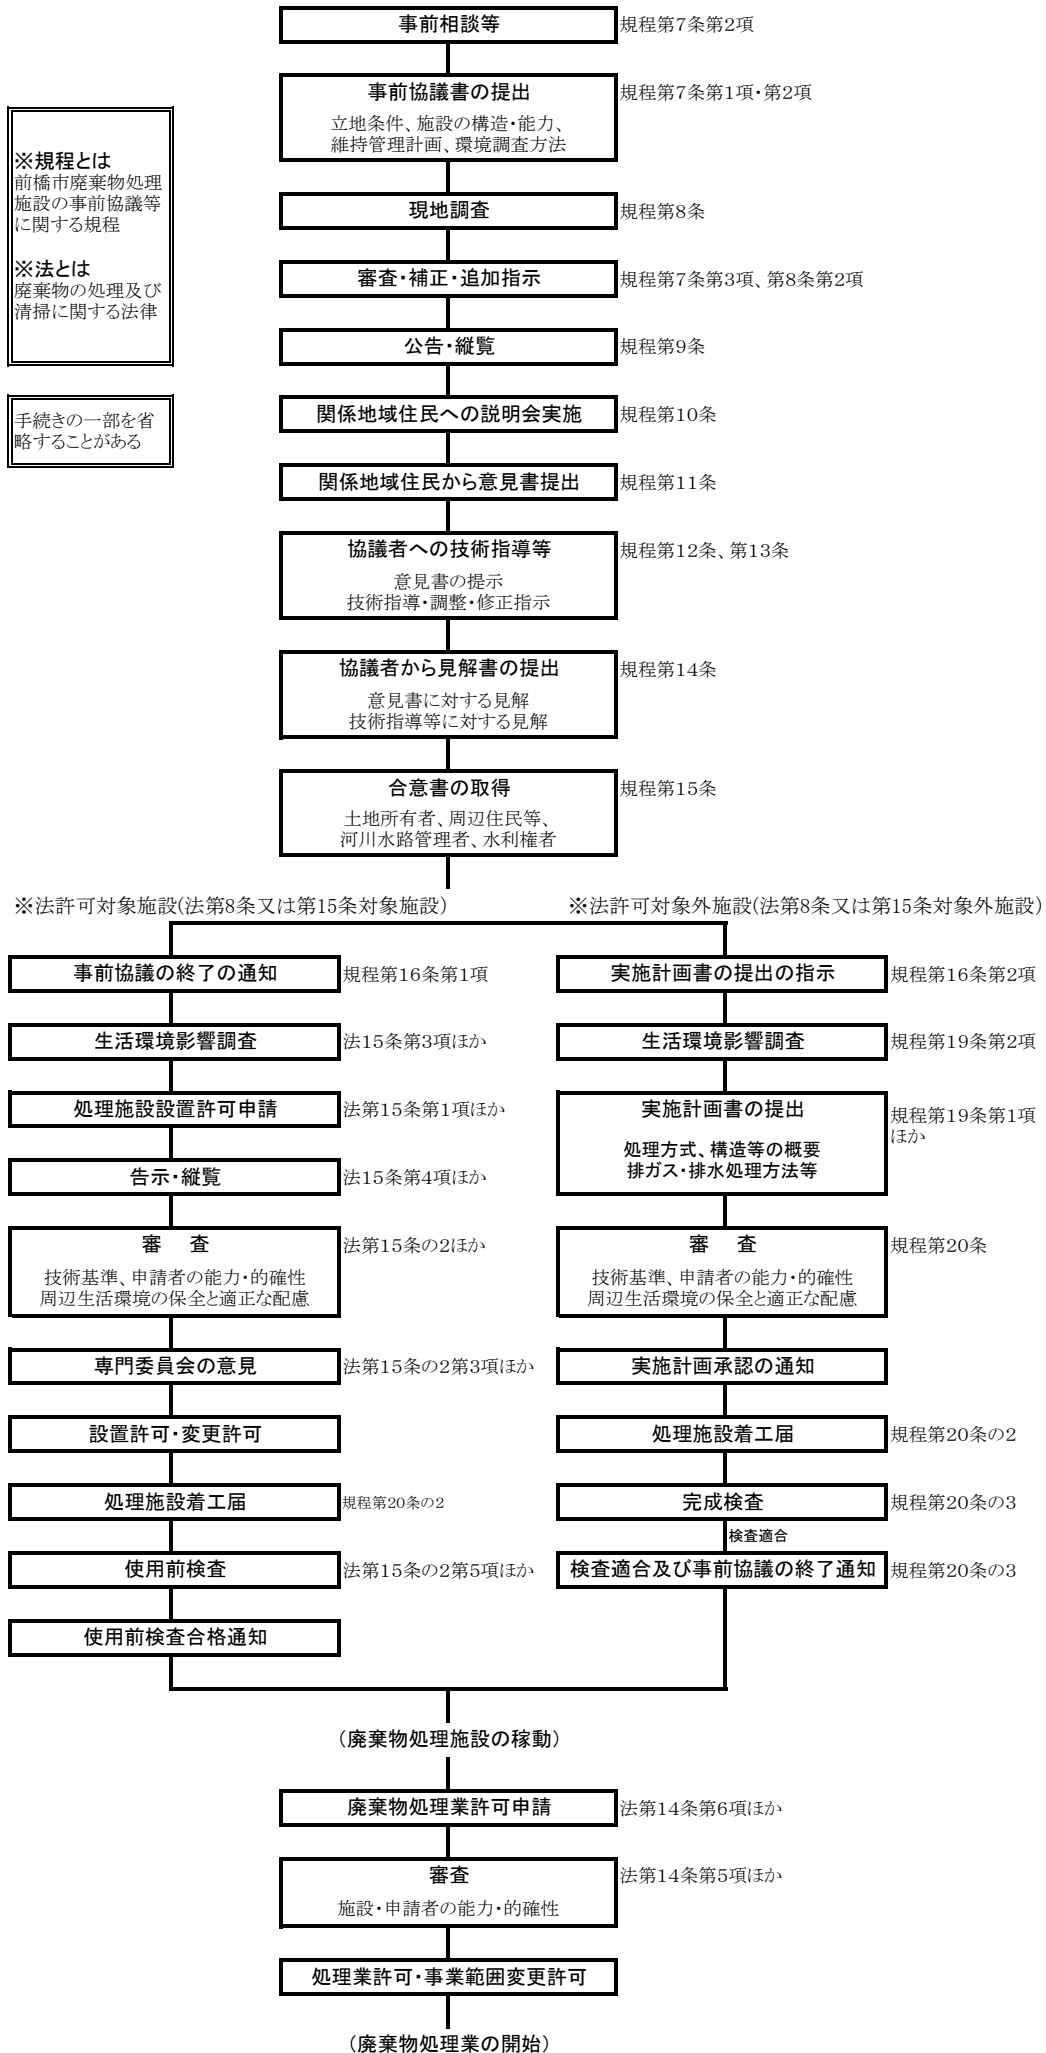 事前相談等 規程第7条第2項
事前協議書の提出 規程第7条第1項・第2項
立地条件、施設の構造・能力、
維持管理計画、環境調査方法
※規程とは
前橋市廃棄物処理
施設の事前協議等
に関する規程
※法とは
廃棄物の処理及び
清掃に関する法律
現地調査 規程第8条
審査・補正・追加指示 規程第7条第3項、第8条第2項
公告・縦覧 規程第9条
手続きの一部を省
略することがある
関係地域住民への説明会実施 規程第10条
関係地域住民から意見書提出 規程第11条
協議者への技術指導等 規程第12条、第13条
意見書の提示
技術指導・調整・修正指示
協議者から見解書の提出 規程第14条
意見書に対する見解
技術指導等に対する見解
合意書の取得 規程第15条
土地所有者、周辺住民等、
河川水路管理者、水利権者
※法許可対象施設(法第8条又は第15条対象施設)
事前協議の終了の通知 規程第16条第1項
生活環境影響調査 法15条第3項ほか
処理施設設置許可申請 法第15条第1項ほか
告示・縦覧 法15条第4項ほか
審 査 法第15条の2ほか
技術基準、申請者の能力・的確性
周辺生活環境の保全と適正な配慮
専門委員会の意見 法第15条の2第3項ほか
設置許可・変更許可
処理施設着工届 規程第20条の2
使用前検査 法第15条の2第5項ほか
使用前検査合格通知
※法許可対象外施設(法第8条又は第15条対象外施設)
実施計画書の提出の指示 規程第16条第2項
生活環境影響調査 規程第19条第2項
実施計画書の提出 規程第19条第1項
ほか
処理方式、構造等の概要
排ガス・排水処理方法等
審 査 規程第20条
技術基準、申請者の能力・的確性
周辺生活環境の保全と適正な配慮
実施計画承認の通知
処理施設着工届 規程第20条の2
完成検査 規程第20条の3
検査適合
検査適合及び事前協議の終了通知 規程第20条の3
(廃棄物処理施設の稼動)
廃棄物処理業許可申請 法第14条第6項ほか
審査 法第14条第5項ほか
施設・申請者の能力・的確性
処理業許可・事業範囲変更許可
(廃棄物処理業の開始)